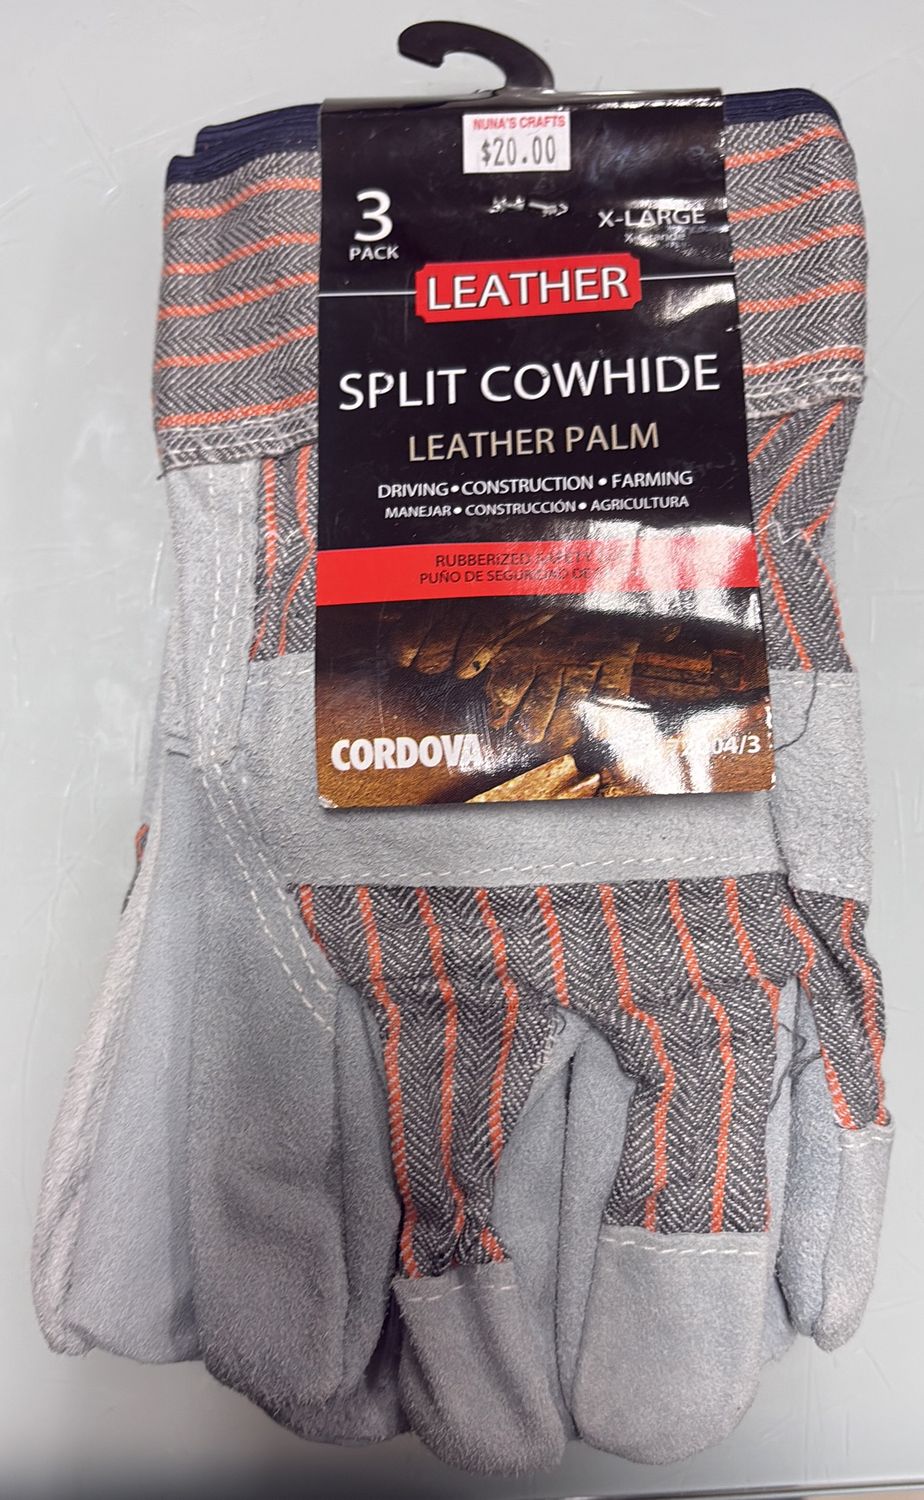 NUNA'S CRAFTS
$20.00
3
PACK
X-LARGE
LEATHER
SPLIT COWHIDE
LEATHER PALM
DRIVING • CONSTRUCTION • FARMING
MANEJAR • CONSTRUCCIÓN • AGRICULTURA
RUBBERIZED
PUÑO DE SEGURIDAD DE
CORDOVA